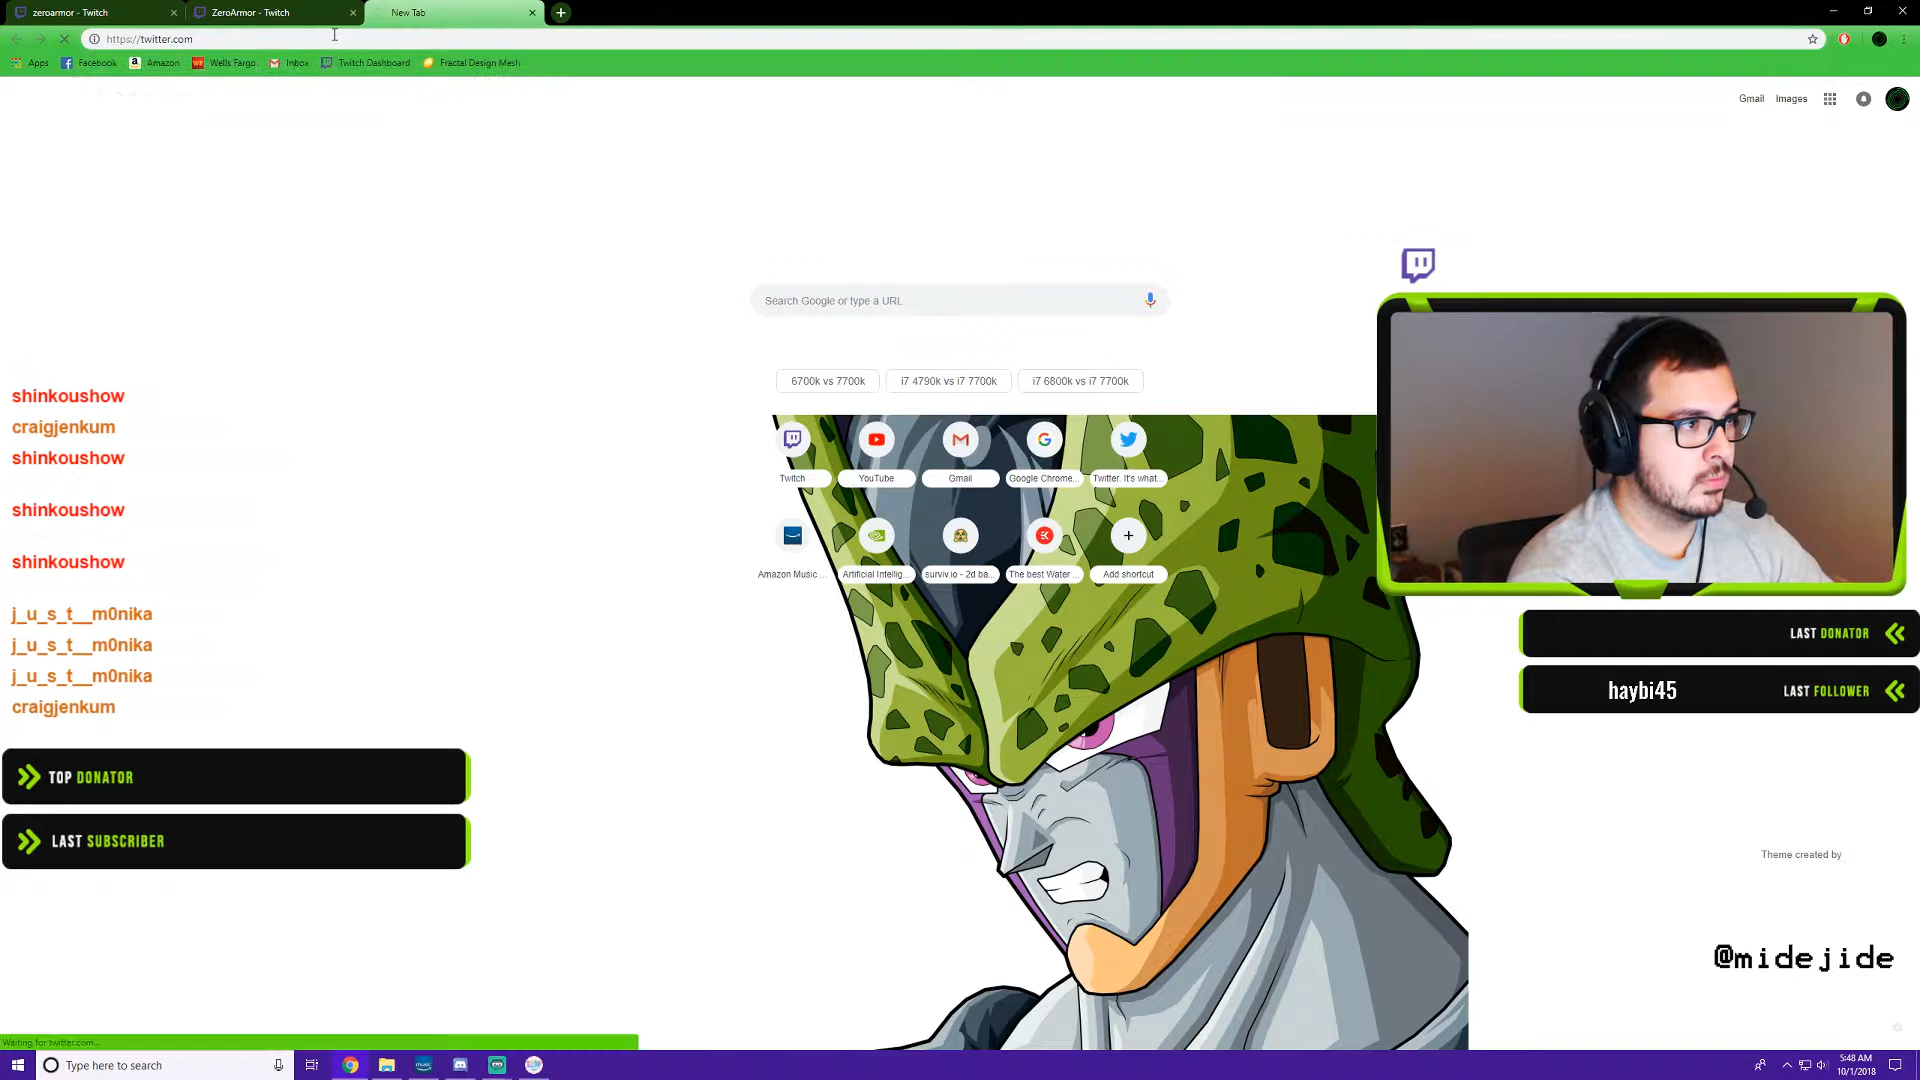 zeroarmor - Twitch
ZeroArmor - Twitch
New Tab
https://twitter.com
Apps
Facebook
Amazon
Wells Fargo
Inbox
Twitch Dashboard
Fractal Design Mesh
Gmail
Images
Search Google or type a URL
6700k vs 7700k
i7 4790k vs i7 7700k
i7 6800k vs i7 7700k
Twitch
YouTube
Gmail
Google Chrome...
Twitter. It's what...
Amazon Music ...
Artificial Intellig...
surviv.io - 2d ba...
The best Water ...
Add shortcut
shinkoushow
craigjenkum
shinkoushow
shinkoushow
shinkoushow
j_u_s_t__m0nika
j_u_s_t__m0nika
j_u_s_t__m0nika
craigjenkum
TOP DONATOR
LAST SUBSCRIBER
LAST DONATOR
haybi45
LAST FOLLOWER
Theme created by
@midejide
Waiting for twitter.com...
Type here to search
5:48 AM
10/1/2018